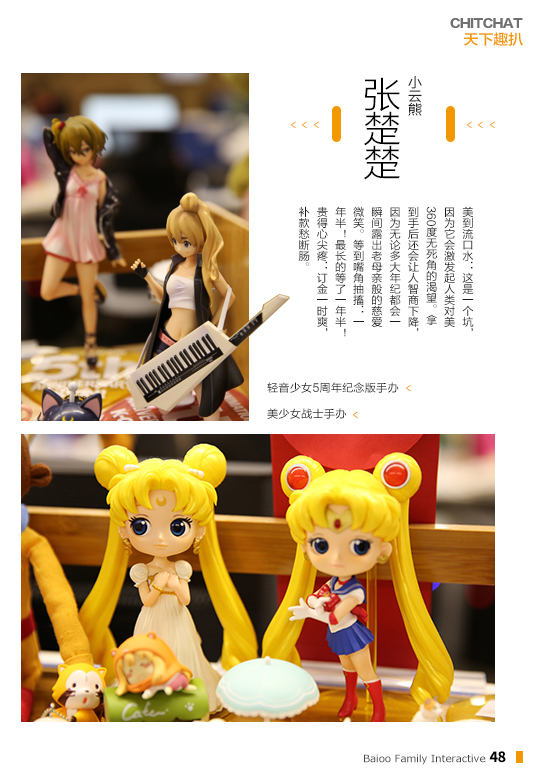 CHITCHAT
天下趣扒
小云熊
< < <
张楚楚
< < <
美到流口水：这是一个坑，
因为它会激发起人类对美
360度无死角的渴望。拿
到手后还会让人智商下降，
因为无论多大年纪都会一
瞬间露出老母亲般的慈爱
微笑。等到嘴角抽搐：一
年半！最长的等了一年半！
贵得心尖疼：订金一时爽，
补款愁断肠。
轻音少女5周年纪念版手办 <
美少女战士手办 <
Baioo Family Interactive 48